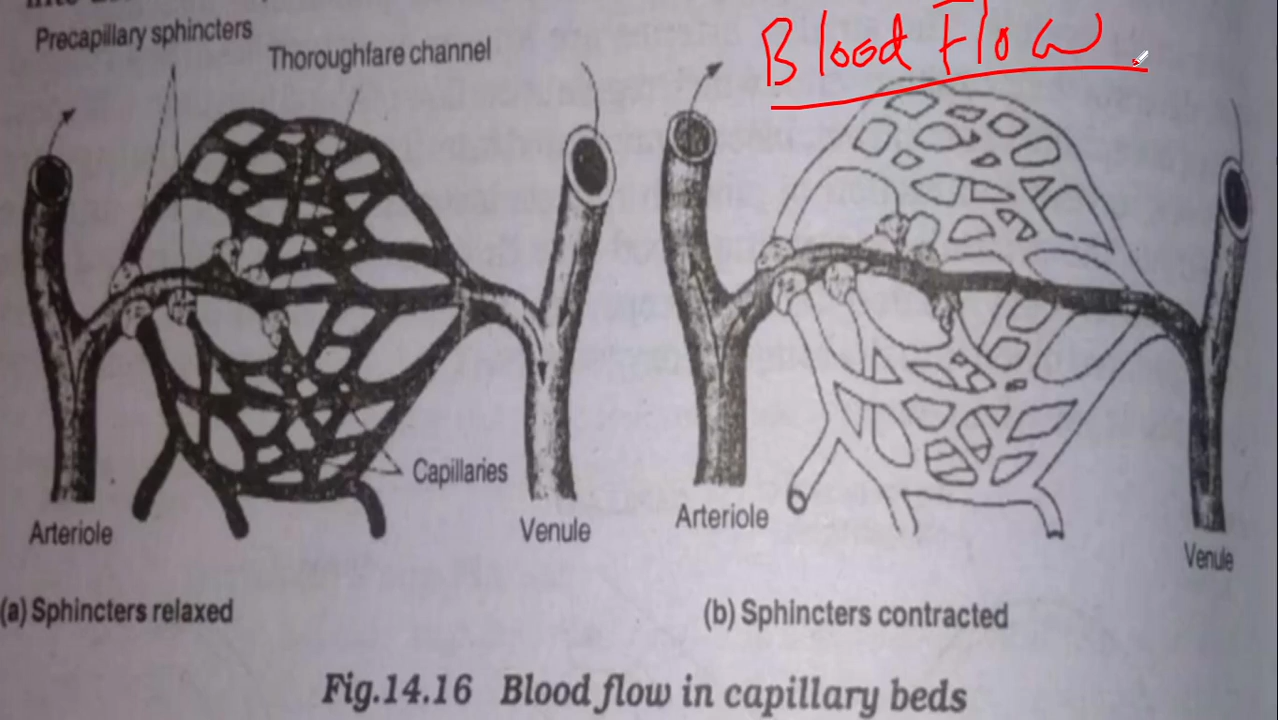 Precapillary sphincters
Thoroughfare channel
Blood Flow
Capillaries
Arteriole
Venule
Arteriole
Venule
(a) Sphincters relaxed
(b) Sphincters contracted
Fig.14.16 Blood flow in capillary beds